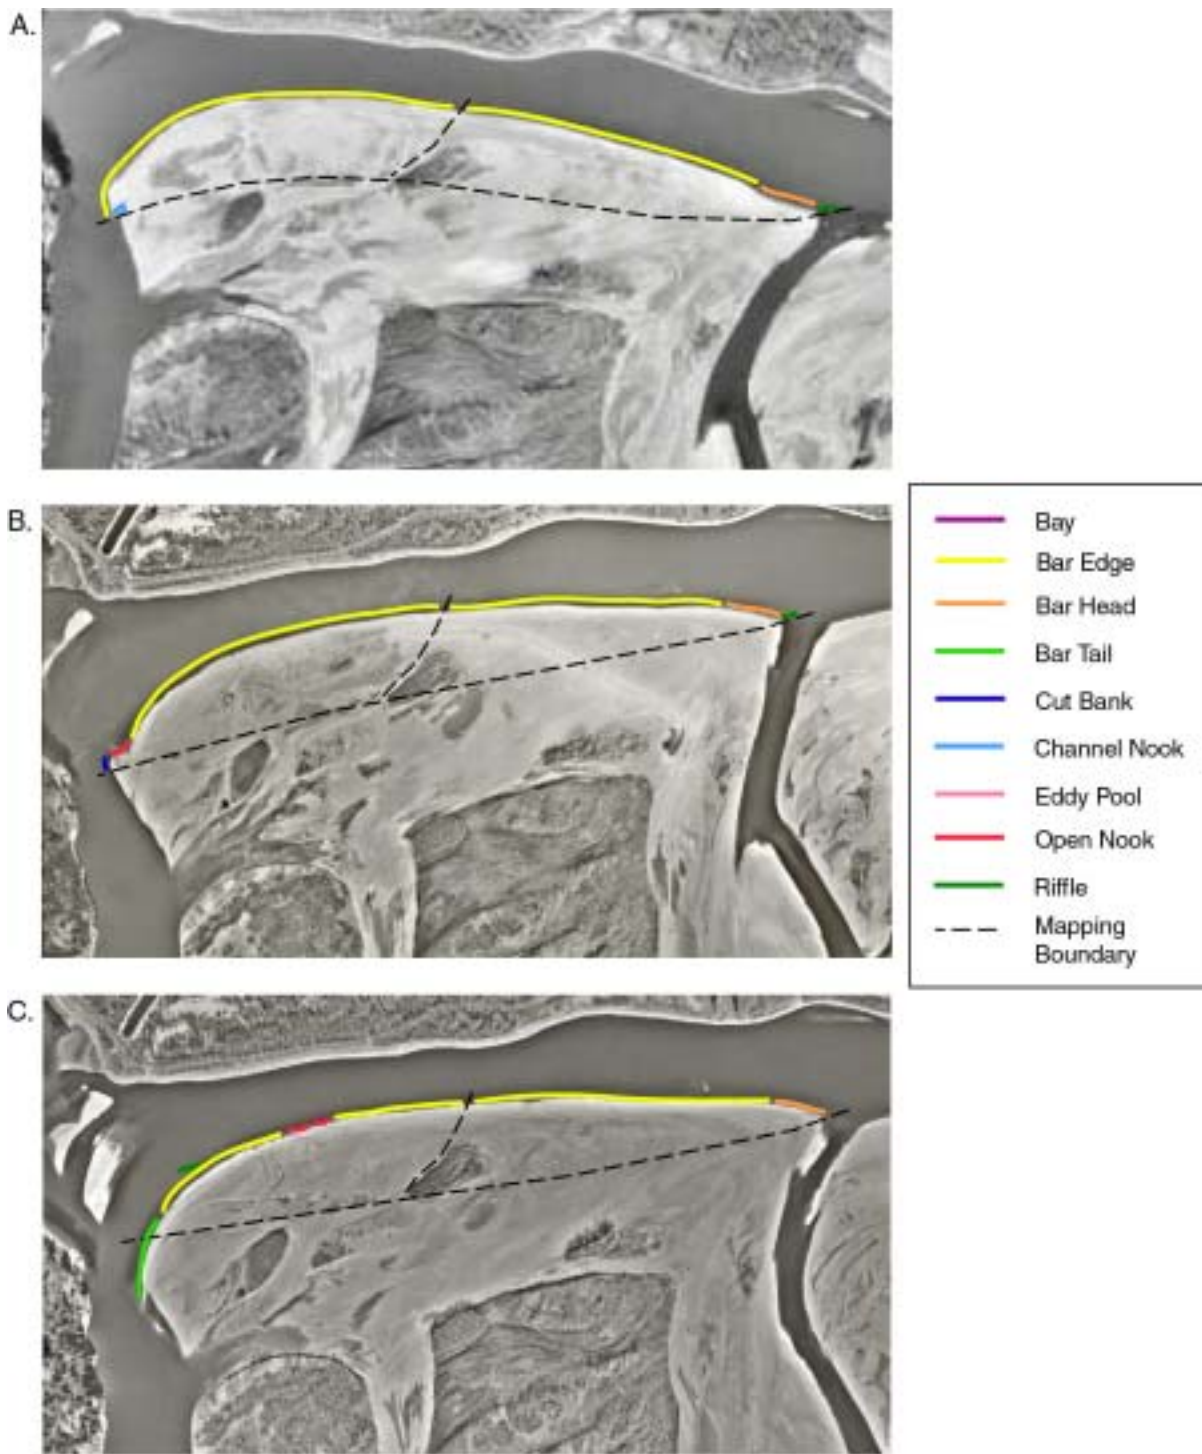 A.
B.
Bay
Bar Edge
Bar Head
Bar Tail
Cut Bank
Channel Nook
Eddy Pool
Open Nook
Riffle
Mapping
Boundary
C.